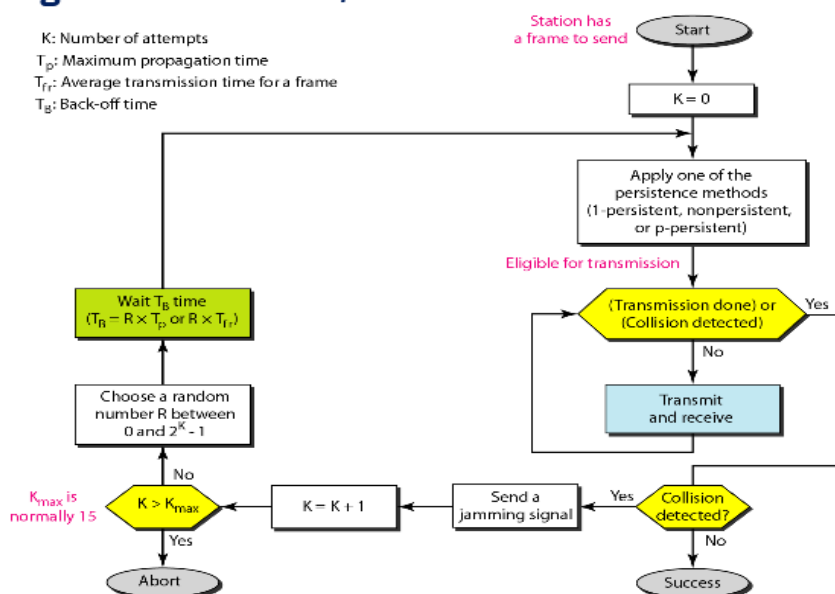 K: Number of attempts
Tp: Maximum propagation time
Tfr: Average transmission time for a frame
TB: Back-off time
Station has
a frame to send
Start
K = 0
Apply one of the
persistence methods
(1-persistent, nonpersistent,
or p-persistent)
Eligible for transmission
(Transmission done) or
(Collision detected)
Yes
No
Transmit
and receive
Wait TB time
(TB = R × Tp or R × Tfr)
Choose a random
number R between
0 and 2^K - 1
No
Kmax is
normally 15
K > Kmax
K = K + 1
Send a
jamming signal
Yes
Collision
detected?
Yes
No
Abort
Success